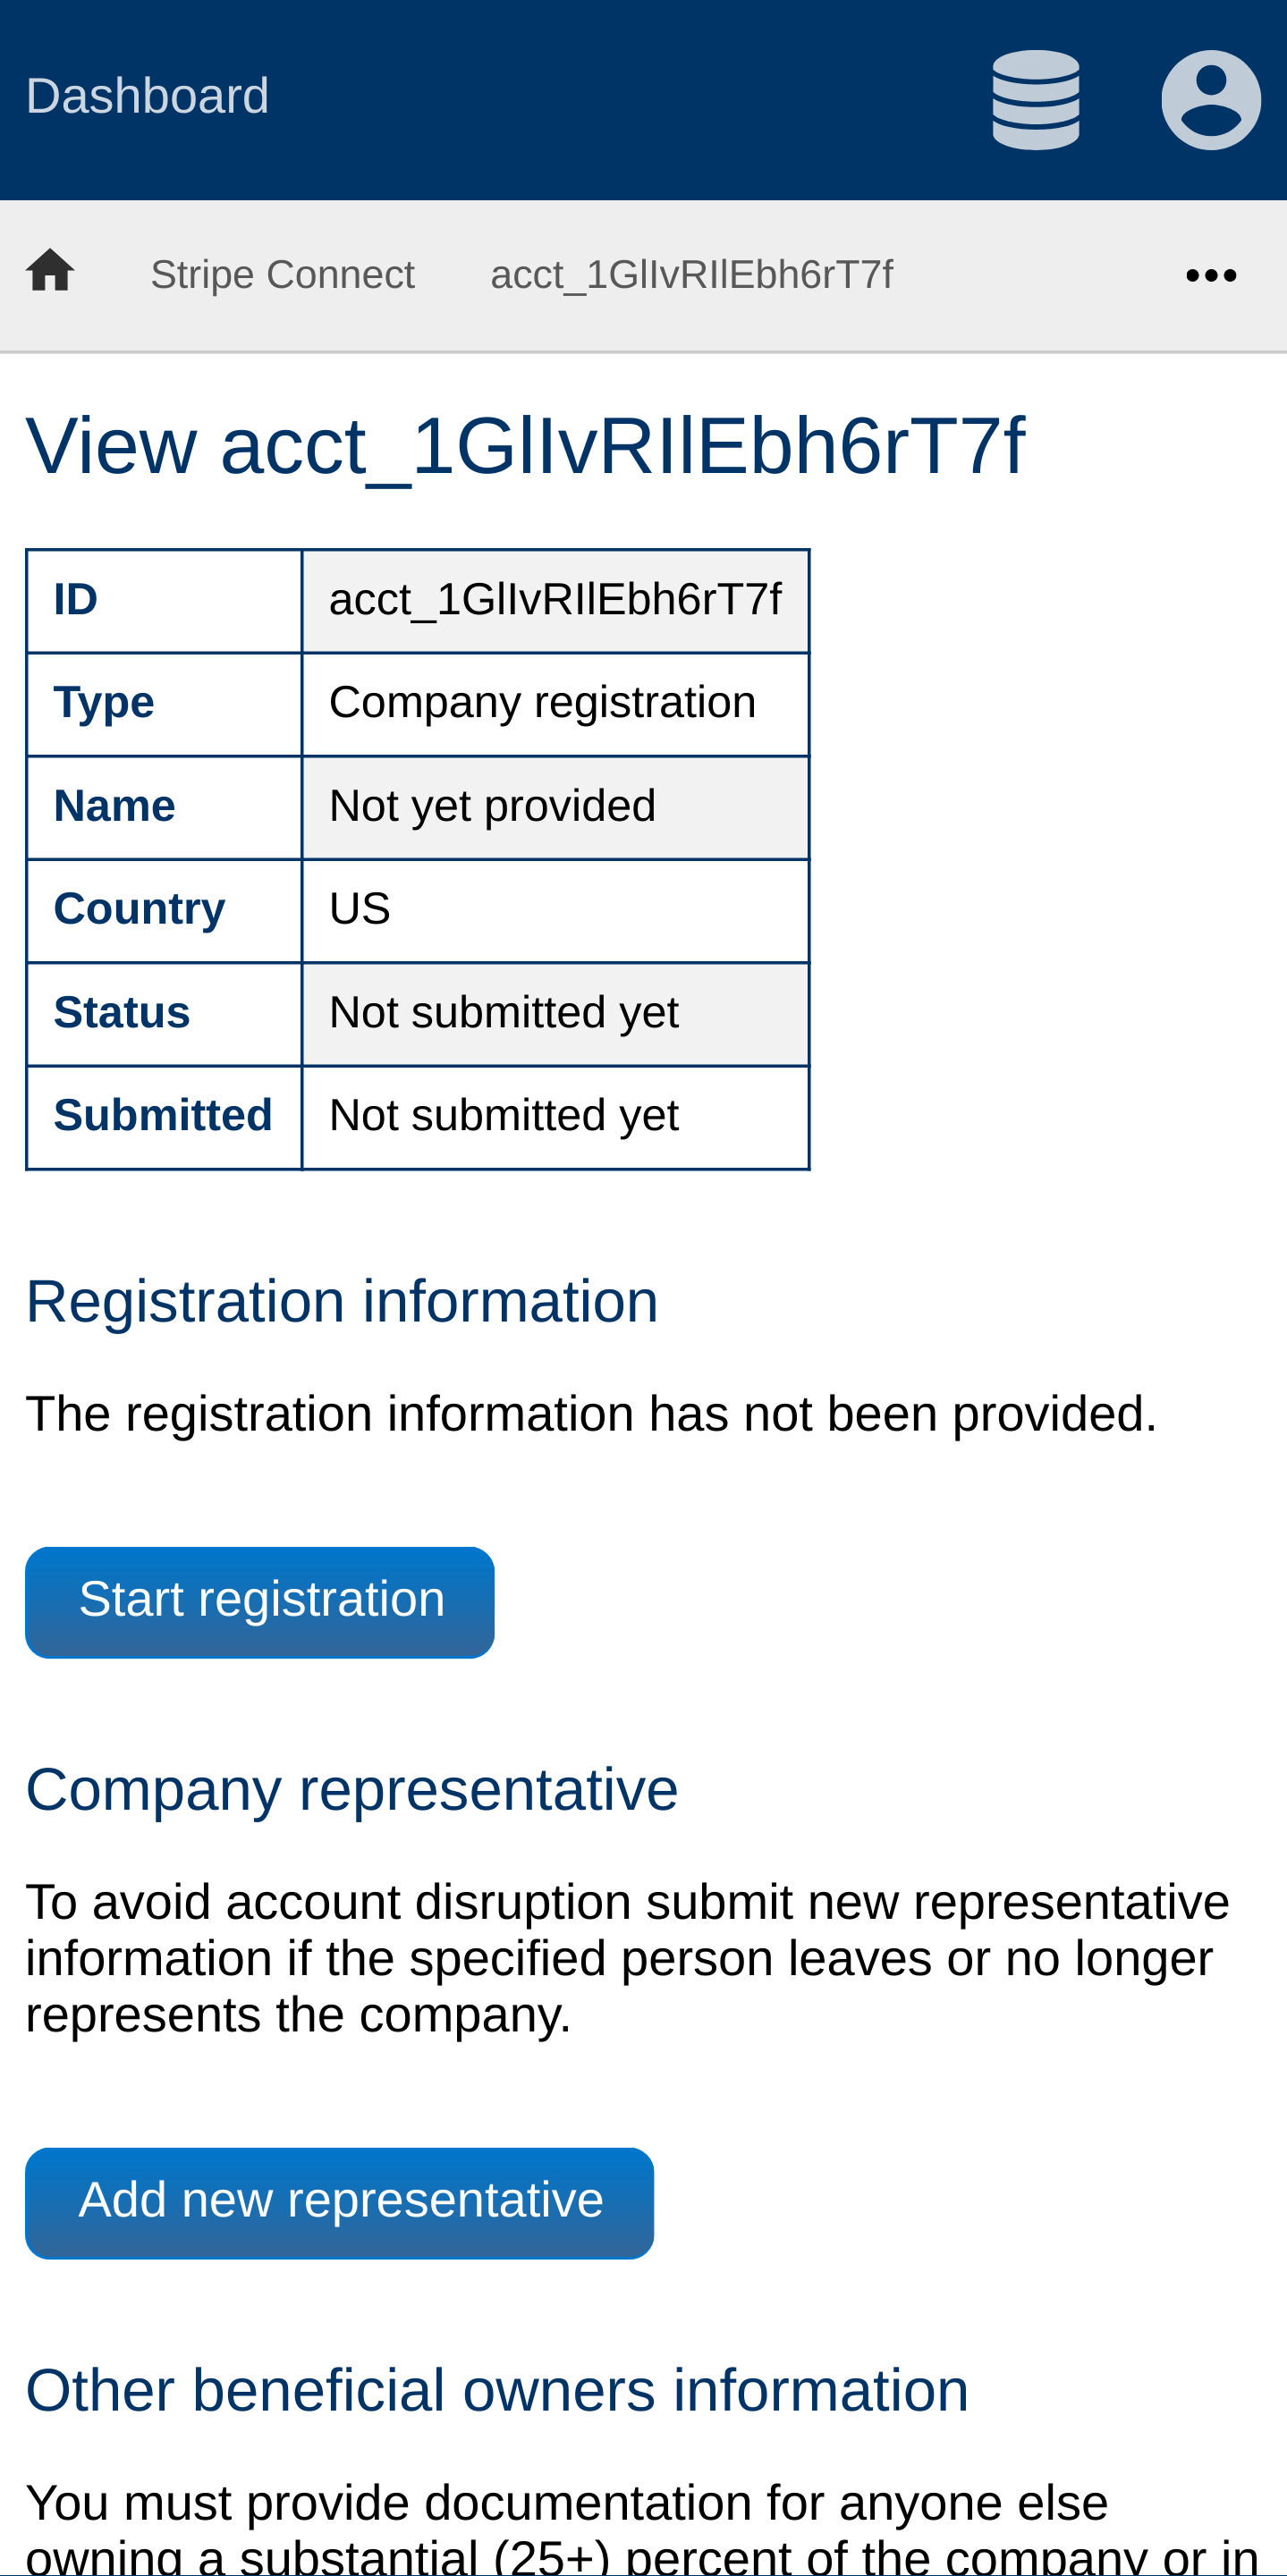 Dashboard
Stripe Connect acct_1GlIvRIlEbh6rT7f
View acct_1GlIvRIlEbh6rT7f
ID acct_1GlIvRIlEbh6rT7f
Type Company registration
Name Not yet provided
Country US
Status Not submitted yet
Submitted Not submitted yet
Registration information
The registration information has not been provided.
Start registration
Company representative
To avoid account disruption submit new representative
information if the specified person leaves or no longer
represents the company.
Add new representative
Other beneficial owners information
You must provide documentation for anyone else
owning a substantial (25+) percent of the company or in